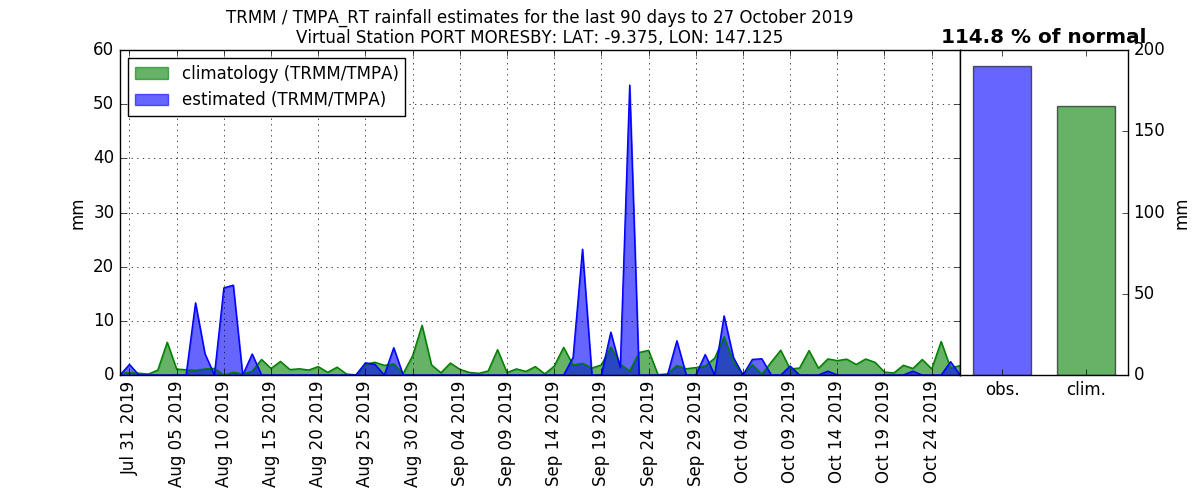 TRMM / TMPA_RT rainfall estimates for the last 90 days to 27 October 2019
Virtual Station PORT MORESBY: LAT: -9.375, LON: 147.125
114.8 % of normal
climatology (TRMM/TMPA)
estimated (TRMM/TMPA)
60
50
40
30
20
10
0
mm
Jul 31 2019
Aug 05 2019
Aug 10 2019
Aug 15 2019
Aug 20 2019
Aug 25 2019
Aug 30 2019
Sep 04 2019
Sep 09 2019
Sep 14 2019
Sep 19 2019
Sep 24 2019
Sep 29 2019
Oct 04 2019
Oct 09 2019
Oct 14 2019
Oct 19 2019
Oct 24 2019
obs.
clim.
200
150
100
50
0
mm